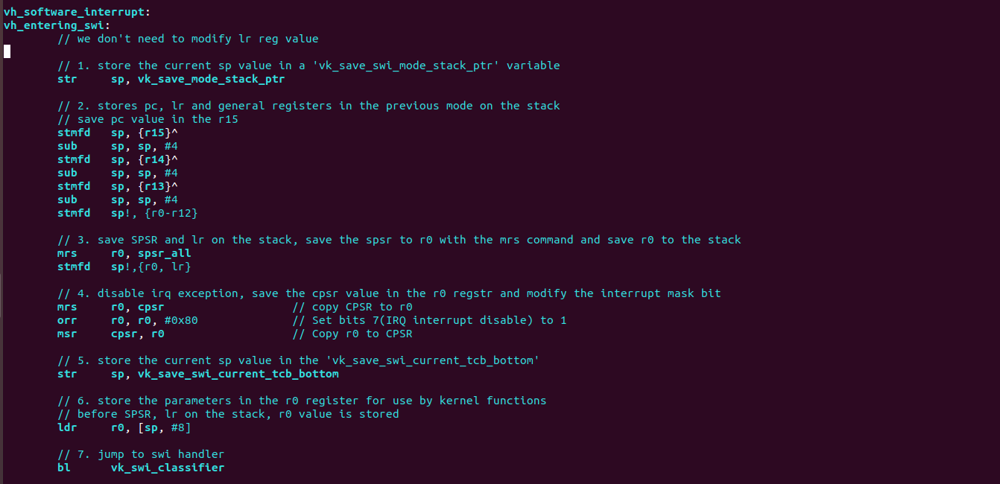 vh_software_interrupt:
vh_entering_swi:
// we don't need to modify lr reg value
// 1. store the current sp value in a 'vk_save_swi_mode_stack_ptr' variable
str sp, vk_save_mode_stack_ptr
// 2. stores pc, lr and general registers in the previous mode on the stack
// save pc value in the r15
stmfd sp, {r15}^
sub sp, sp, #4
stmfd sp, {r14}^
sub sp, sp, #4
stmfd sp, {r13}^
sub sp, sp, #4
stmfd sp!, {r0-r12}
// 3. save SPSR and lr on the stack, save the spsr to r0 with the mrs command and save r0 to the stack
mrs r0, spsr_all
stmfd sp!,{r0, lr}
// 4. disable irq exception, save the cpsr value in the r0 regstr and modify the interrupt mask bit
mrs r0, cpsr // copy CPSR to r0
orr r0, r0, #0x80 // Set bits 7(IRQ interrupt disable) to 1
msr cpsr, r0 // Copy r0 to CPSR
// 5. store the current sp value in the 'vk_save_swi_current_tcb_bottom'
str sp, vk_save_swi_current_tcb_bottom
// 6. store the parameters in the r0 register for use by kernel functions
// before SPSR, lr on the stack, r0 value is stored
ldr r0, [sp, #8]
// 7. jump to swi handler
bl vk_swi_classifier